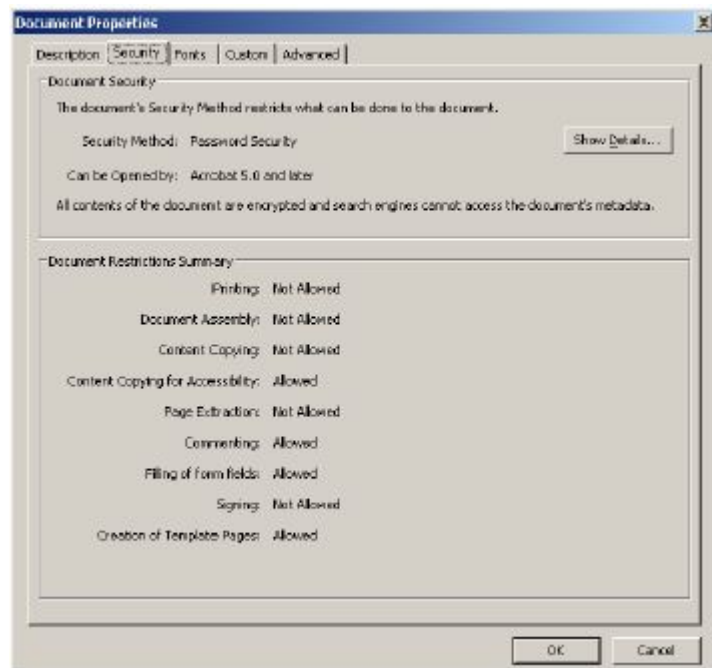 Document Properties
Description Security Fonts Custom Advanced
Document Security
The document's Security Method restricts what can be done to the document.
Security Method: Password Security
Show Details...
Can be Opened by: Acrobat 5.0 and later
All contents of the document are encrypted and search engines cannot access the document's metadata.
Document Restrictions Summary
Printing: Not Allowed
Document Assembly: Not Allowed
Content Copying: Not Allowed
Content Copying for Accessibility: Allowed
Page Extraction: Not Allowed
Commenting: Allowed
Filling of form fields: Allowed
Signing: Not Allowed
Creation of Template Pages: Allowed
OK Cancel